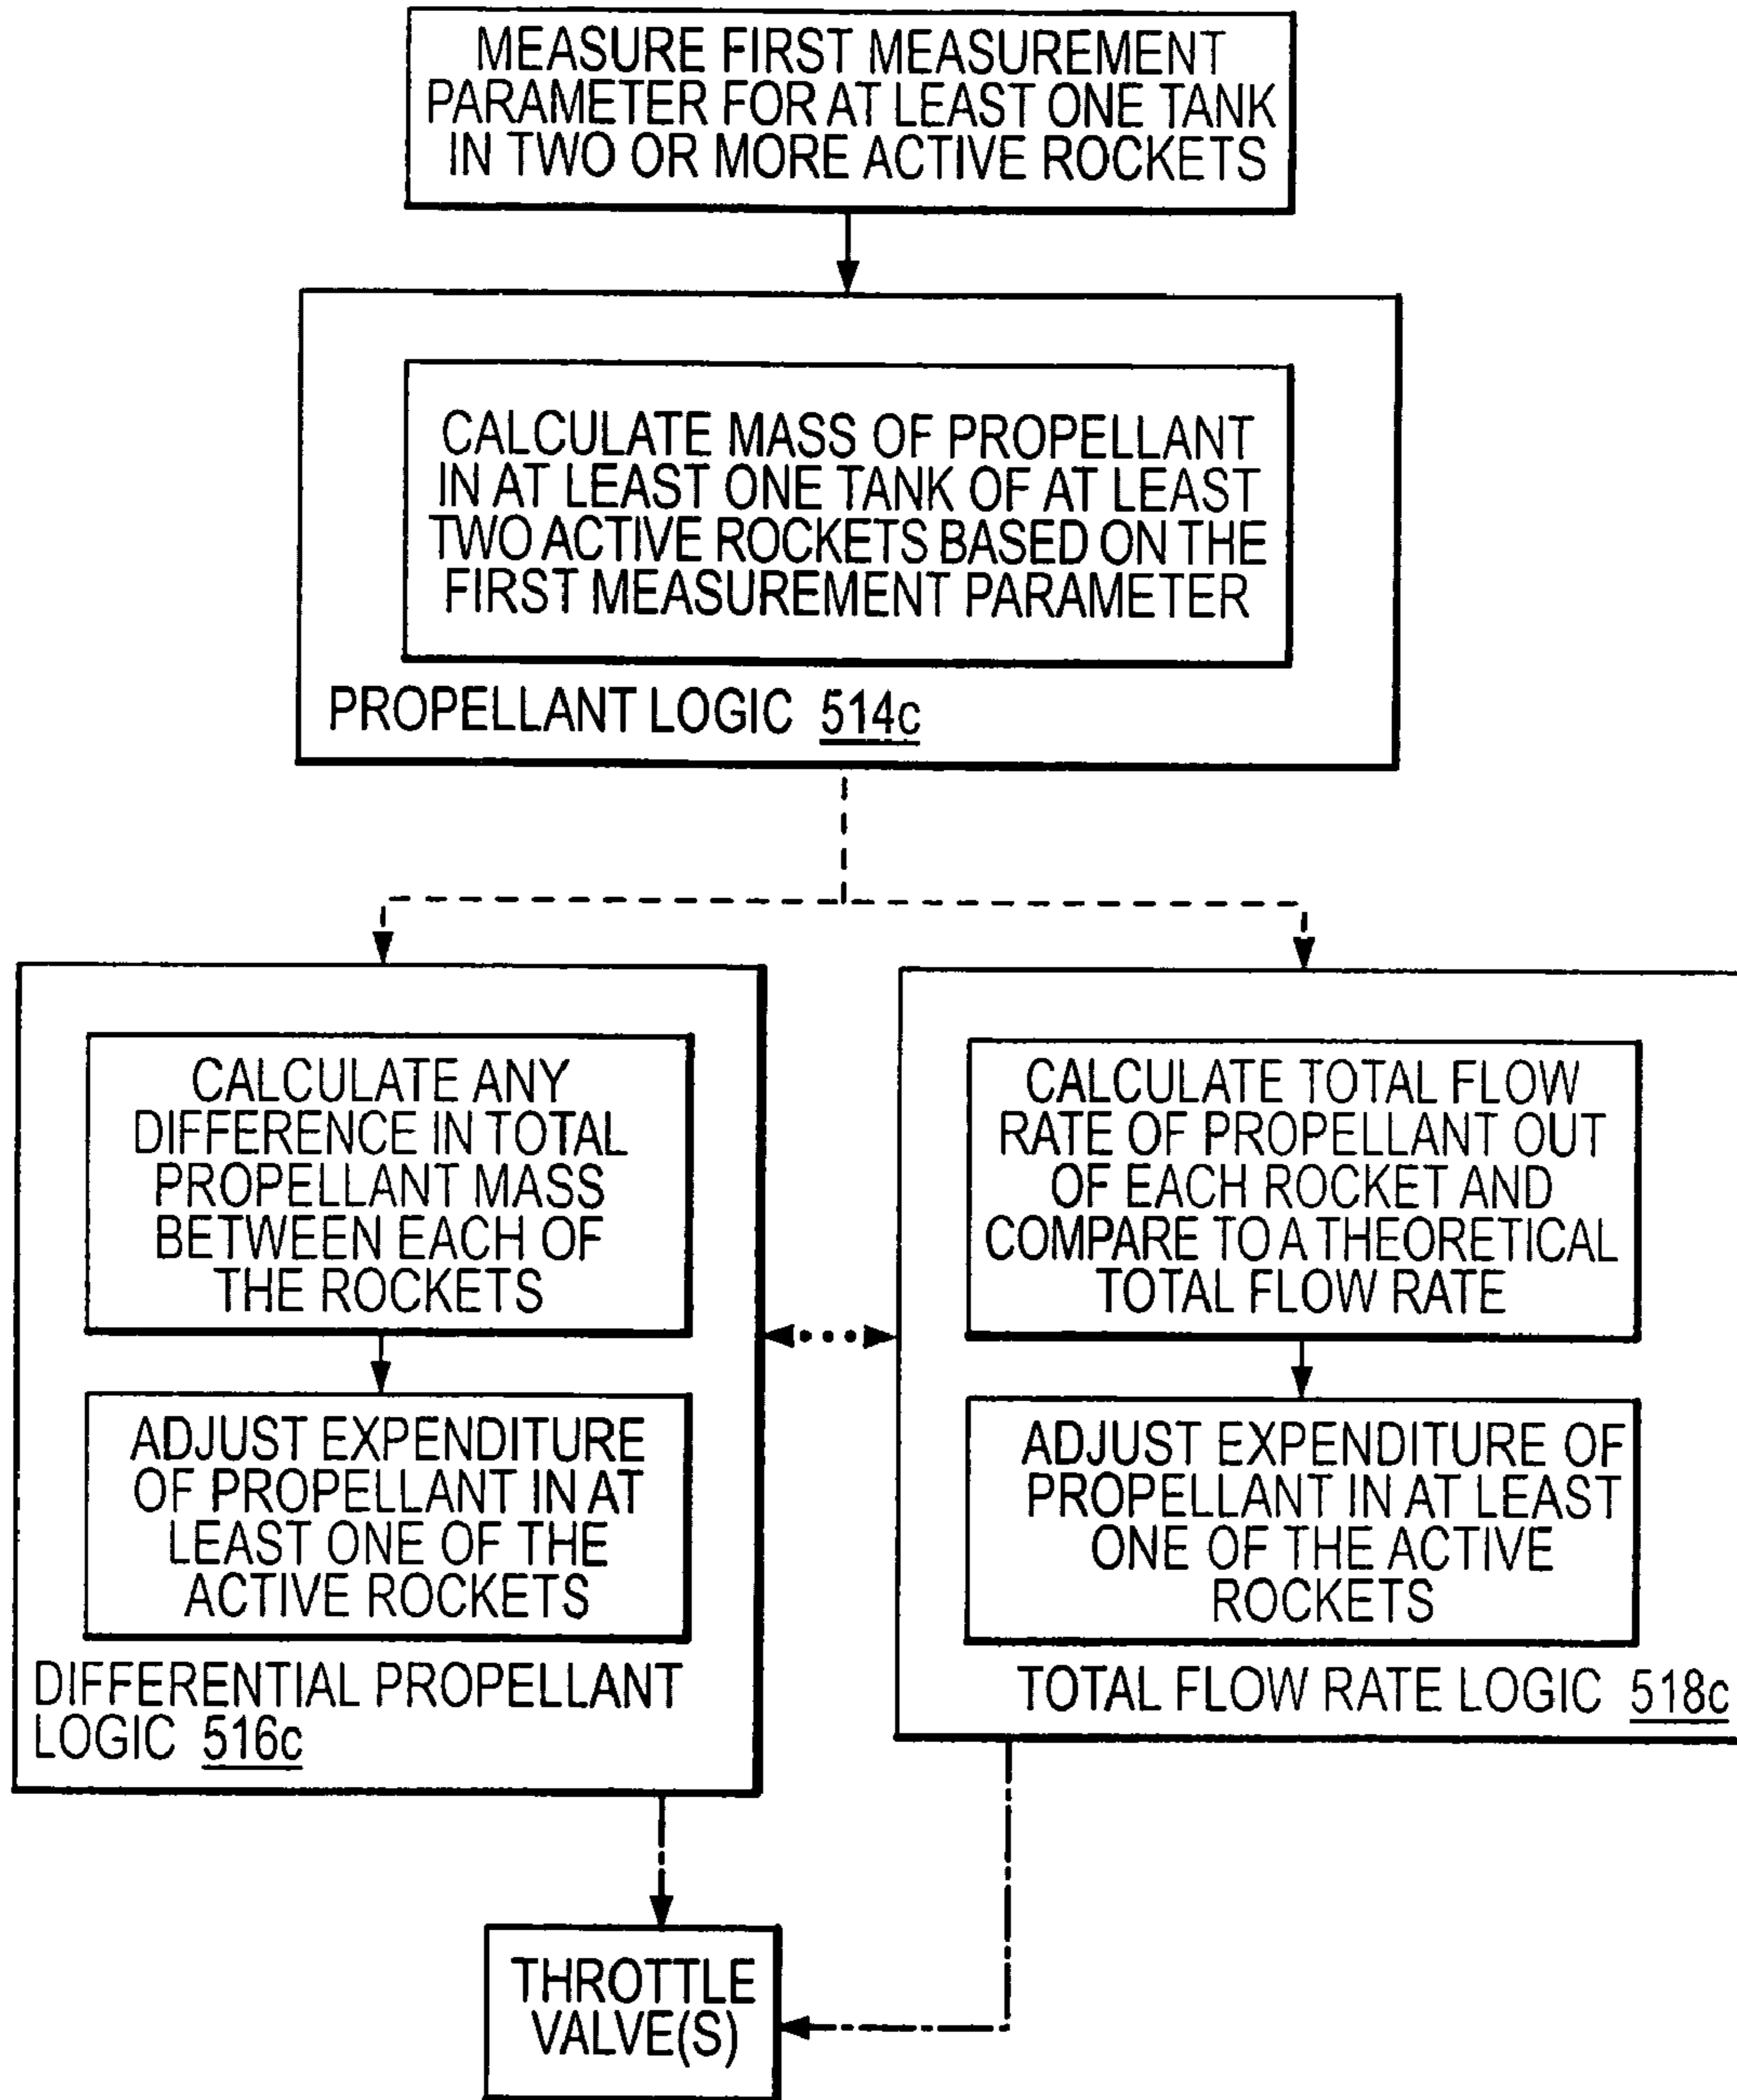 MEASURE FIRST MEASUREMENT
PARAMETER FOR AT LEAST ONE TANK
IN TWO OR MORE ACTIVE ROCKETS
CALCULATE MASS OF PROPELLANT
IN AT LEAST ONE TANK OF AT LEAST
TWO ACTIVE ROCKETS BASED ON THE
FIRST MEASUREMENT PARAMETER
PROPELLANT LOGIC 514c
CALCULATE ANY
DIFFERENCE IN TOTAL
PROPELLANT MASS
BETWEEN EACH OF
THE ROCKETS
ADJUST EXPENDITURE
OF PROPELLANT IN AT
LEAST ONE OF THE
ACTIVE ROCKETS
DIFFERENTIAL PROPELLANT
LOGIC 516c
CALCULATE TOTAL FLOW
RATE OF PROPELLANT OUT
OF EACH ROCKET AND
COMPARE TO A THEORETICAL
TOTAL FLOW RATE
ADJUST EXPENDITURE OF
PROPELLANT IN AT LEAST
ONE OF THE ACTIVE
ROCKETS
TOTAL FLOW RATE LOGIC 518c
THROTTLE
VALVE(S)